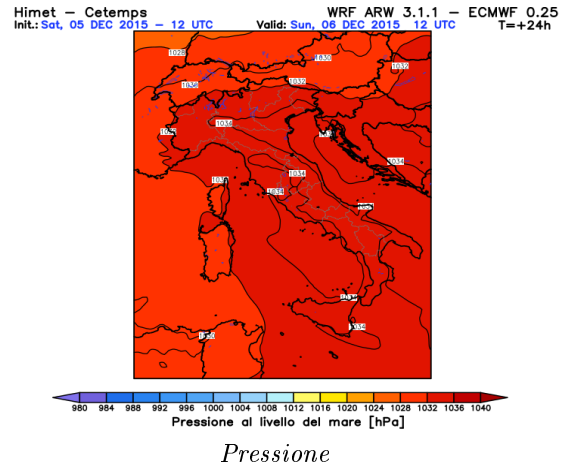 Himet – Cetemps WRF ARW 3.1.1 – ECMWF 0.25
Init.: Sat, 05 DEC 2015 – 12 UTC Valid: Sun, 06 DEC 2015 12 UTC T=+24h
1028
1030
1032
1032
1036
1034
1034
1034
1034
1034
1030
980 984 988 992 996 1000 1004 1008 1012 1016 1020 1024 1028 1032 1036 1040
Pressione al livello del mare [hPa]
Pressione